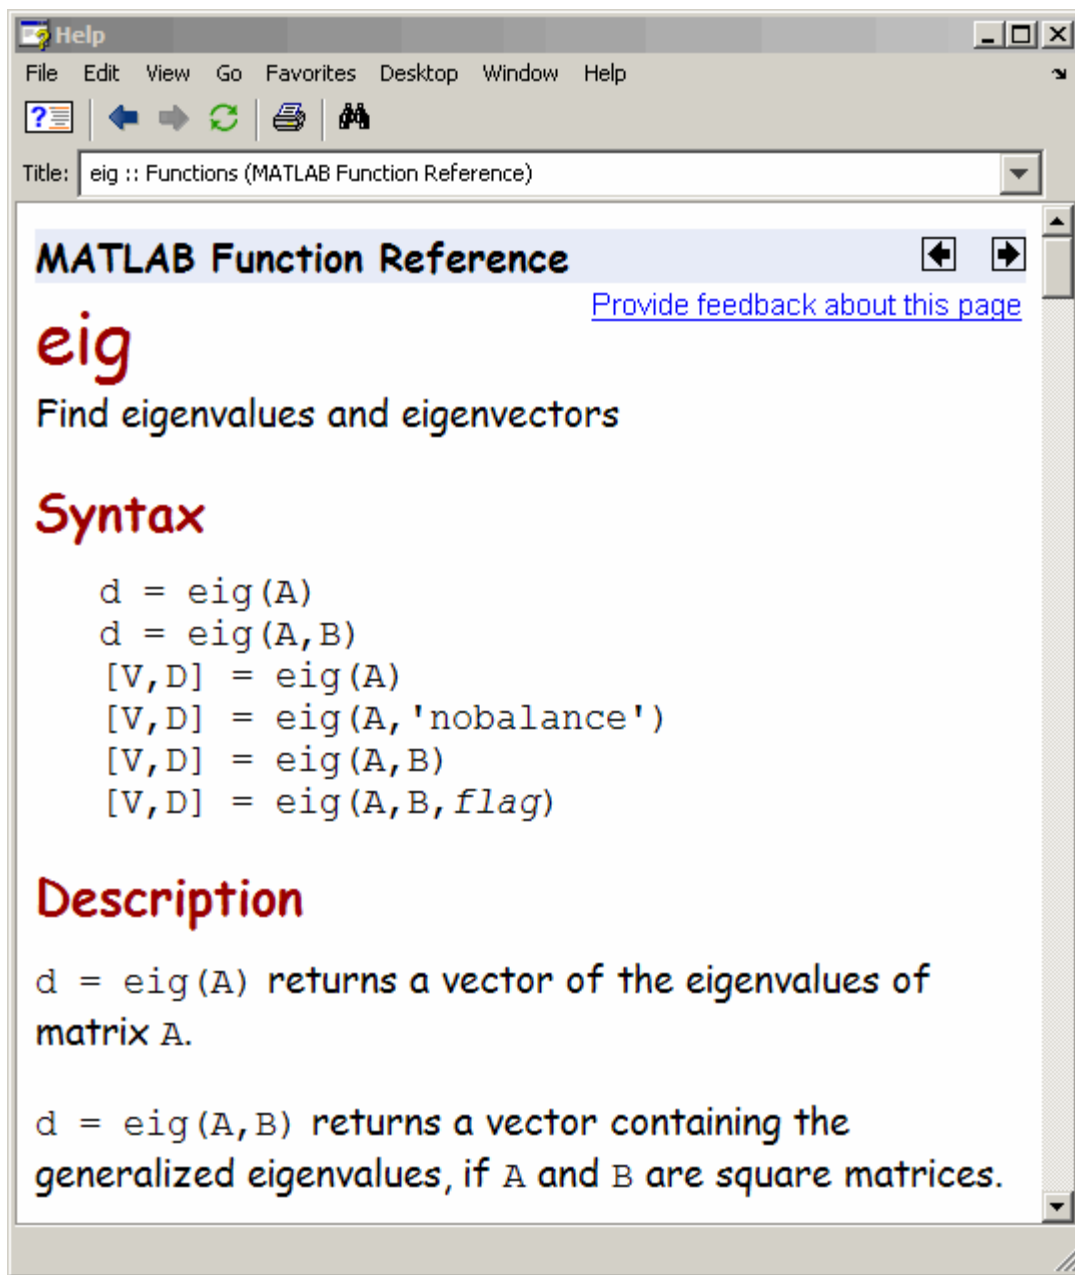 Help
File Edit View Go Favorites Desktop Window Help
Title: eig :: Functions (MATLAB Function Reference)
MATLAB Function Reference
Provide feedback about this page
eig
Find eigenvalues and eigenvectors
Syntax
d = eig(A)
d = eig(A,B)
[V,D] = eig(A)
[V,D] = eig(A,'nobalance')
[V,D] = eig(A,B)
[V,D] = eig(A,B,flag)
Description
d = eig(A) returns a vector of the eigenvalues of
matrix A.
d = eig(A,B) returns a vector containing the
generalized eigenvalues, if A and B are square matrices.